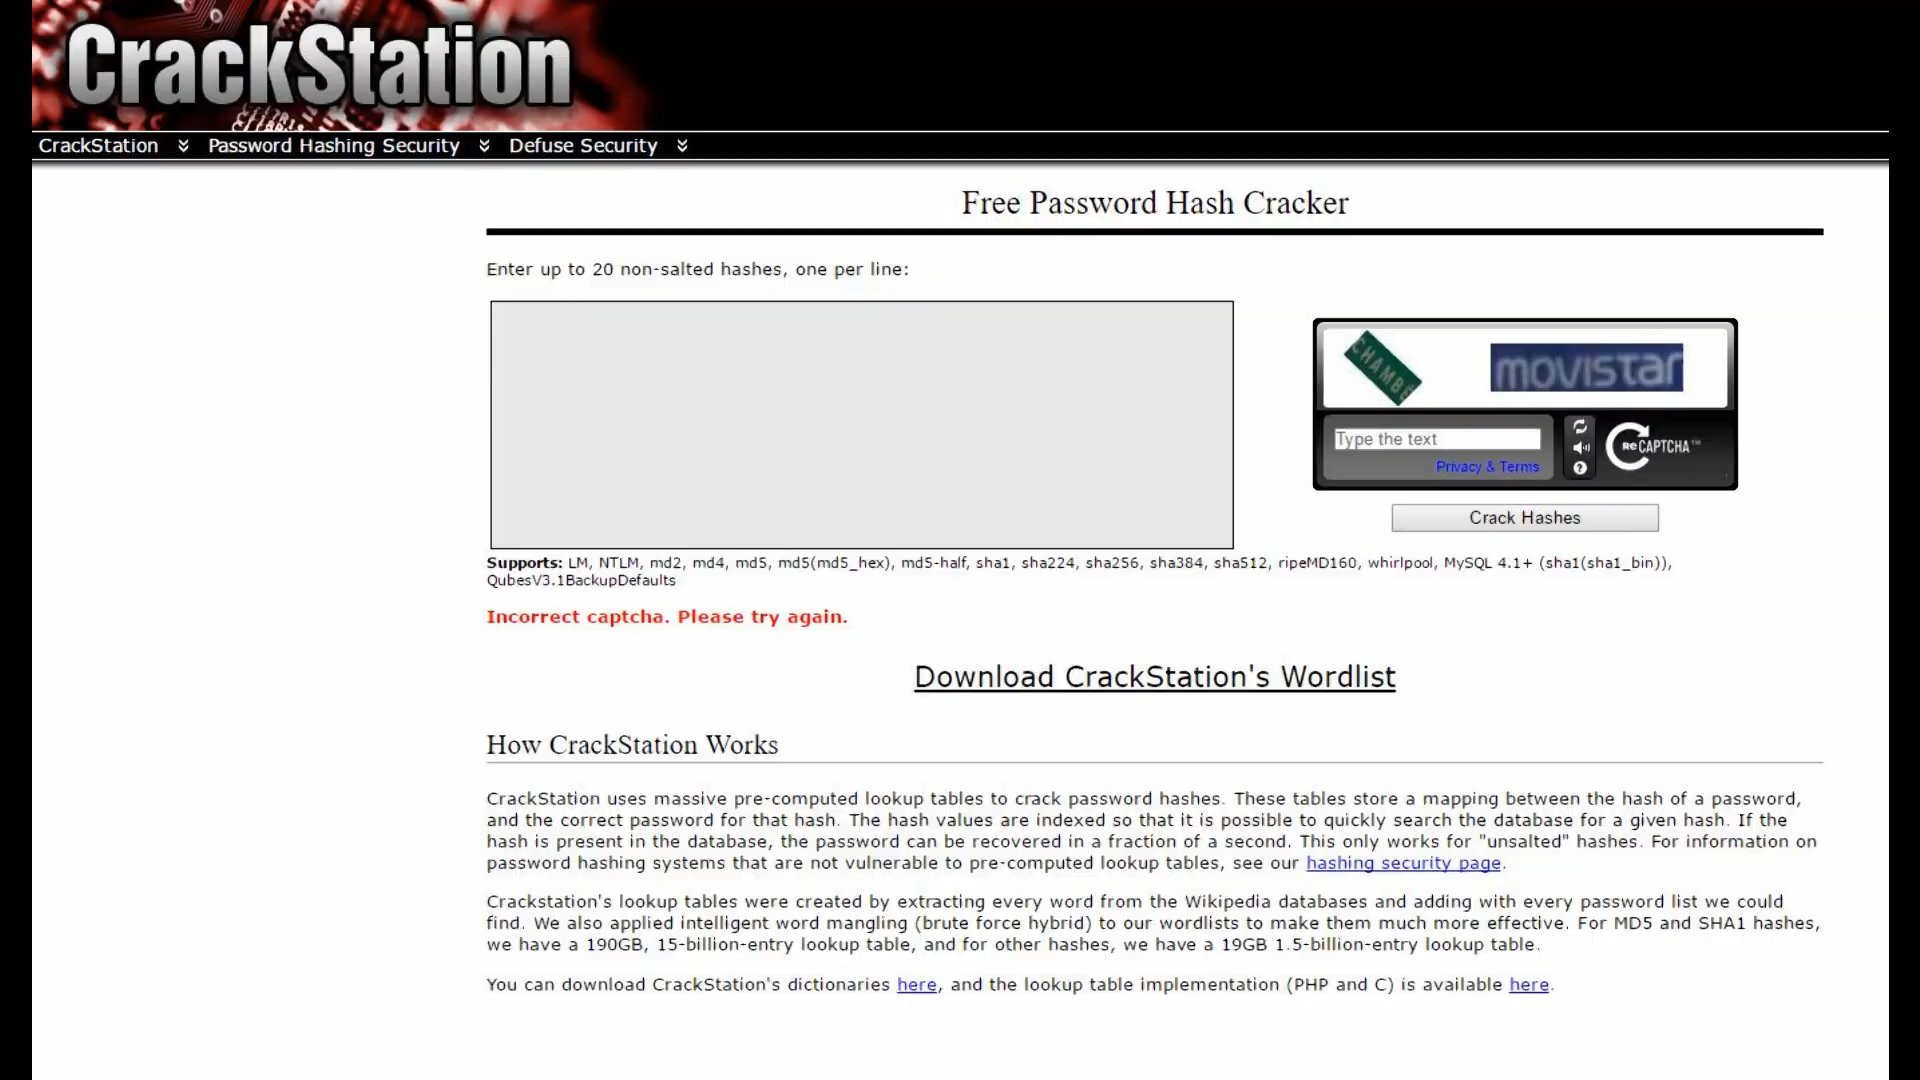 CrackStation
CrackStation
Password Hashing Security
Defuse Security
Free Password Hash Cracker
Enter up to 20 non-salted hashes, one per line:
CHAMBE
movistar
Type the text
Privacy & Terms
ReCAPTCHA™
Crack Hashes
Supports: LM, NTLM, md2, md4, md5, md5(md5_hex), md5-half, sha1, sha224, sha256, sha384, sha512, ripeMD160, whirlpool, MySQL 4.1+ (sha1(sha1_bin)),
QubesV3.1BackupDefaults
Incorrect captcha. Please try again.
Download CrackStation's Wordlist
How CrackStation Works
CrackStation uses massive pre-computed lookup tables to crack password hashes. These tables store a mapping between the hash of a password,
and the correct password for that hash. The hash values are indexed so that it is possible to quickly search the database for a given hash. If the
hash is present in the database, the password can be recovered in a fraction of a second. This only works for "unsalted" hashes. For information on
password hashing systems that are not vulnerable to pre-computed lookup tables, see our hashing security page.
Crackstation's lookup tables were created by extracting every word from the Wikipedia databases and adding with every password list we could
find. We also applied intelligent word mangling (brute force hybrid) to our wordlists to make them much more effective. For MD5 and SHA1 hashes,
we have a 190GB, 15-billion-entry lookup table, and for other hashes, we have a 19GB 1.5-billion-entry lookup table.
You can download CrackStation's dictionaries here, and the lookup table implementation (PHP and C) is available here.